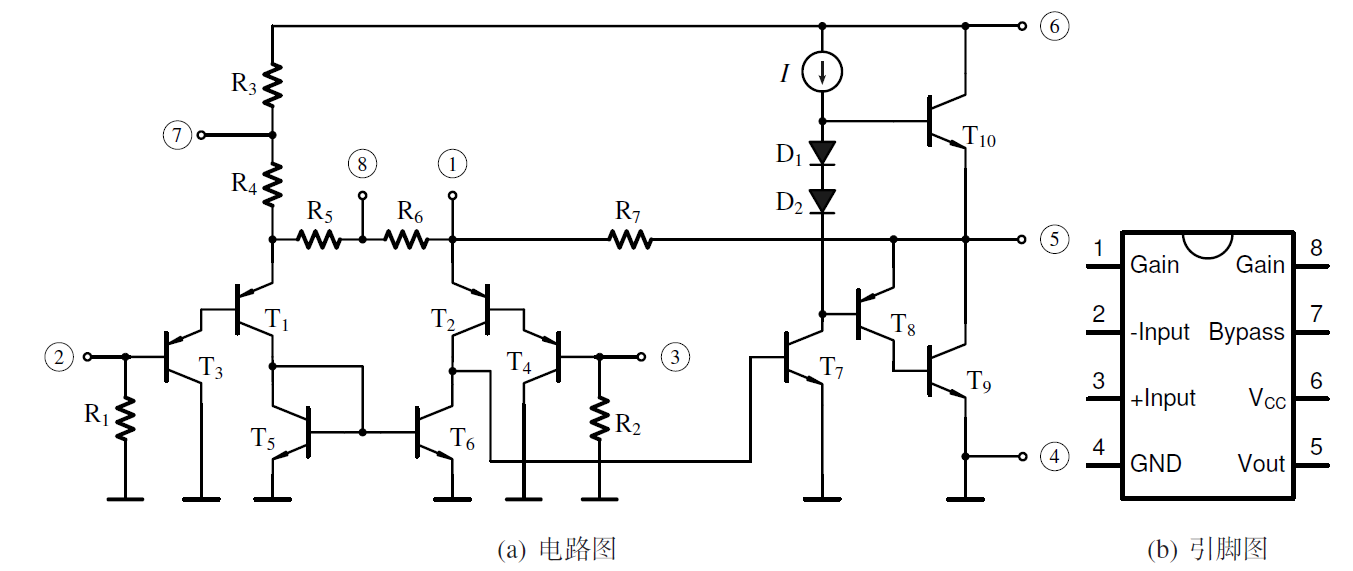 ⑥
I
R₃
⑦
T₁₀
D₁
⑧
①
R₄
D₂
R₅
R₆
R₇
⑤
1
Gain
Gain
8
T₁
T₂
T₈
2
-Input
Bypass
7
②
T₃
T₄
③
T₇
T₉
3
+Input
V_CC
6
R₁
T₅
T₆
R₂
④
4
GND
Vout
5
(a) 电路图
(b) 引脚图